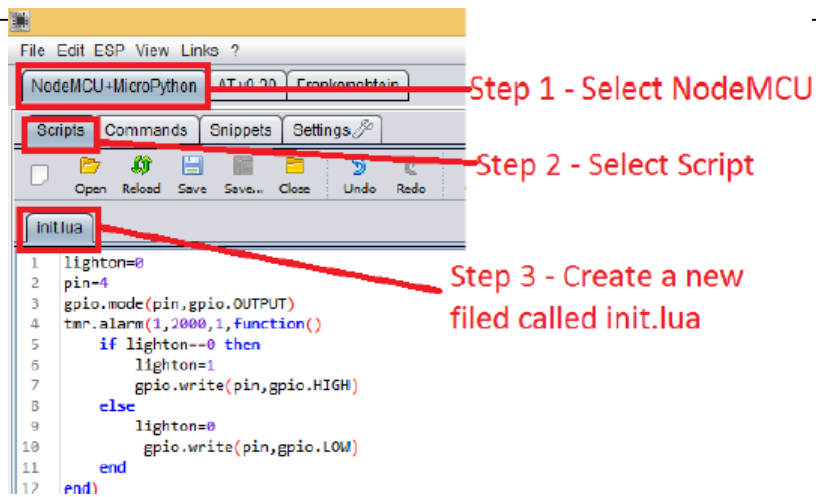 File Edit ESP View Links ?
NodeMCU+MicroPython AT v0.20 Frankenshtein
Step 1 - Select NodeMCU
Scripts Commands Snippets Settings
Step 2 - Select Script
Open Reload Save Save... Close Undo Redo
init.lua
Step 3 - Create a new
filed called init.lua
1 lighton=0
2 pin=4
3 gpio.mode(pin,gpio.OUTPUT)
4 tmr.alarm(1,2000,1,function()
5 if lighton==0 then
6 lighton=1
7 gpio.write(pin,gpio.HIGH)
8 else
9 lighton=0
10 gpio.write(pin,gpio.LOW)
11 end
12 end)